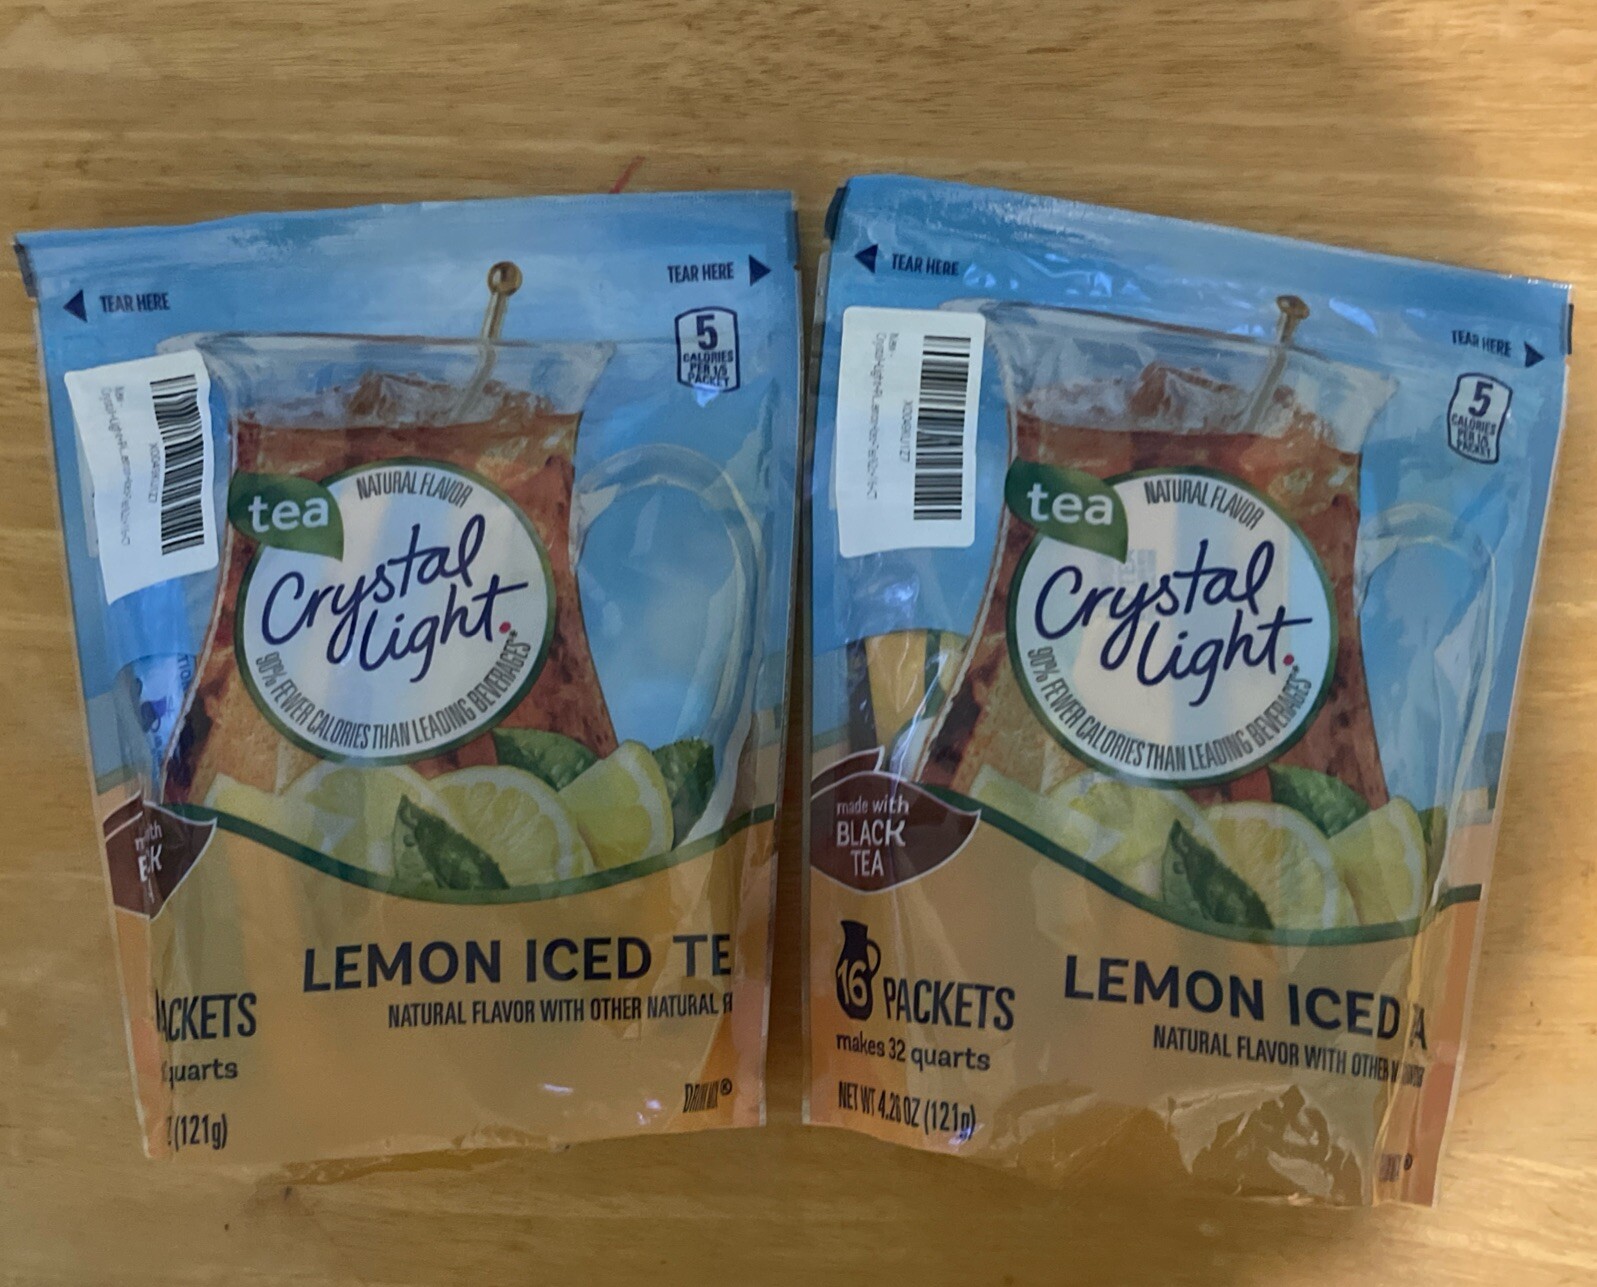 TEAR HERE
TEAR HERE
5
CALORIES
PER 1/5
PACKET
tea
NATURAL FLAVOR
Crystal
Light.
90% FEWER CALORIES THAN LEADING BEVERAGES*
LEMON ICED TE
NATURAL FLAVOR WITH OTHER NATURAL
ACKETS
quarts
(121g)
TEAR HERE
TEAR HERE
5
CALORIES
PER 1/5
PACKET
tea
NATURAL FLAVOR
Crystal
Light.
90% FEWER CALORIES THAN LEADING BEVERAGES*
made with
BLACK
TEA
16 PACKETS
makes 32 quarts
NET WT 4.26 OZ (121g)
LEMON ICED
NATURAL FLAVOR WITH OTHER